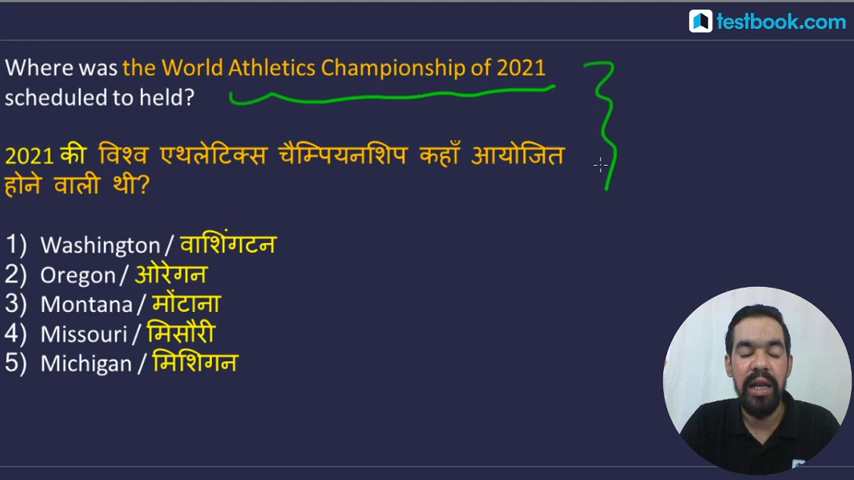 testbook.com
Where was the World Athletics Championship of 2021
scheduled to held?
2021 की विश्व एथलेटिक्स चैम्पियनशिप कहाँ आयोजित
होने वाली थी?
1) Washington / वाशिंगटन
2) Oregon / ओरेगन
3) Montana / मोंटाना
4) Missouri / मिसौरी
5) Michigan / मिशिगन